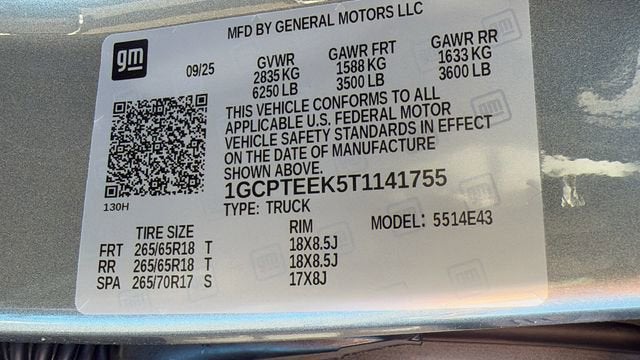 MFD BY GENERAL MOTORS LLC
gm
09/25
GVWR GAWR FRT GAWR RR
2835 KG 1588 KG 1633 KG
6250 LB 3500 LB 3600 LB
THIS VEHICLE CONFORMS TO ALL
APPLICABLE U.S. FEDERAL MOTOR
VEHICLE SAFETY STANDARDS IN EFFECT
ON THE DATE OF MANUFACTURE
SHOWN ABOVE.
1GCPTEEK5T1141755
130H
TYPE: TRUCK
MODEL: 5514E43
TIRE SIZE RIM
FRT 265/65R18 T 18X8.5J
RR 265/65R18 T 18X8.5J
SPA 265/70R17 S 17X8J